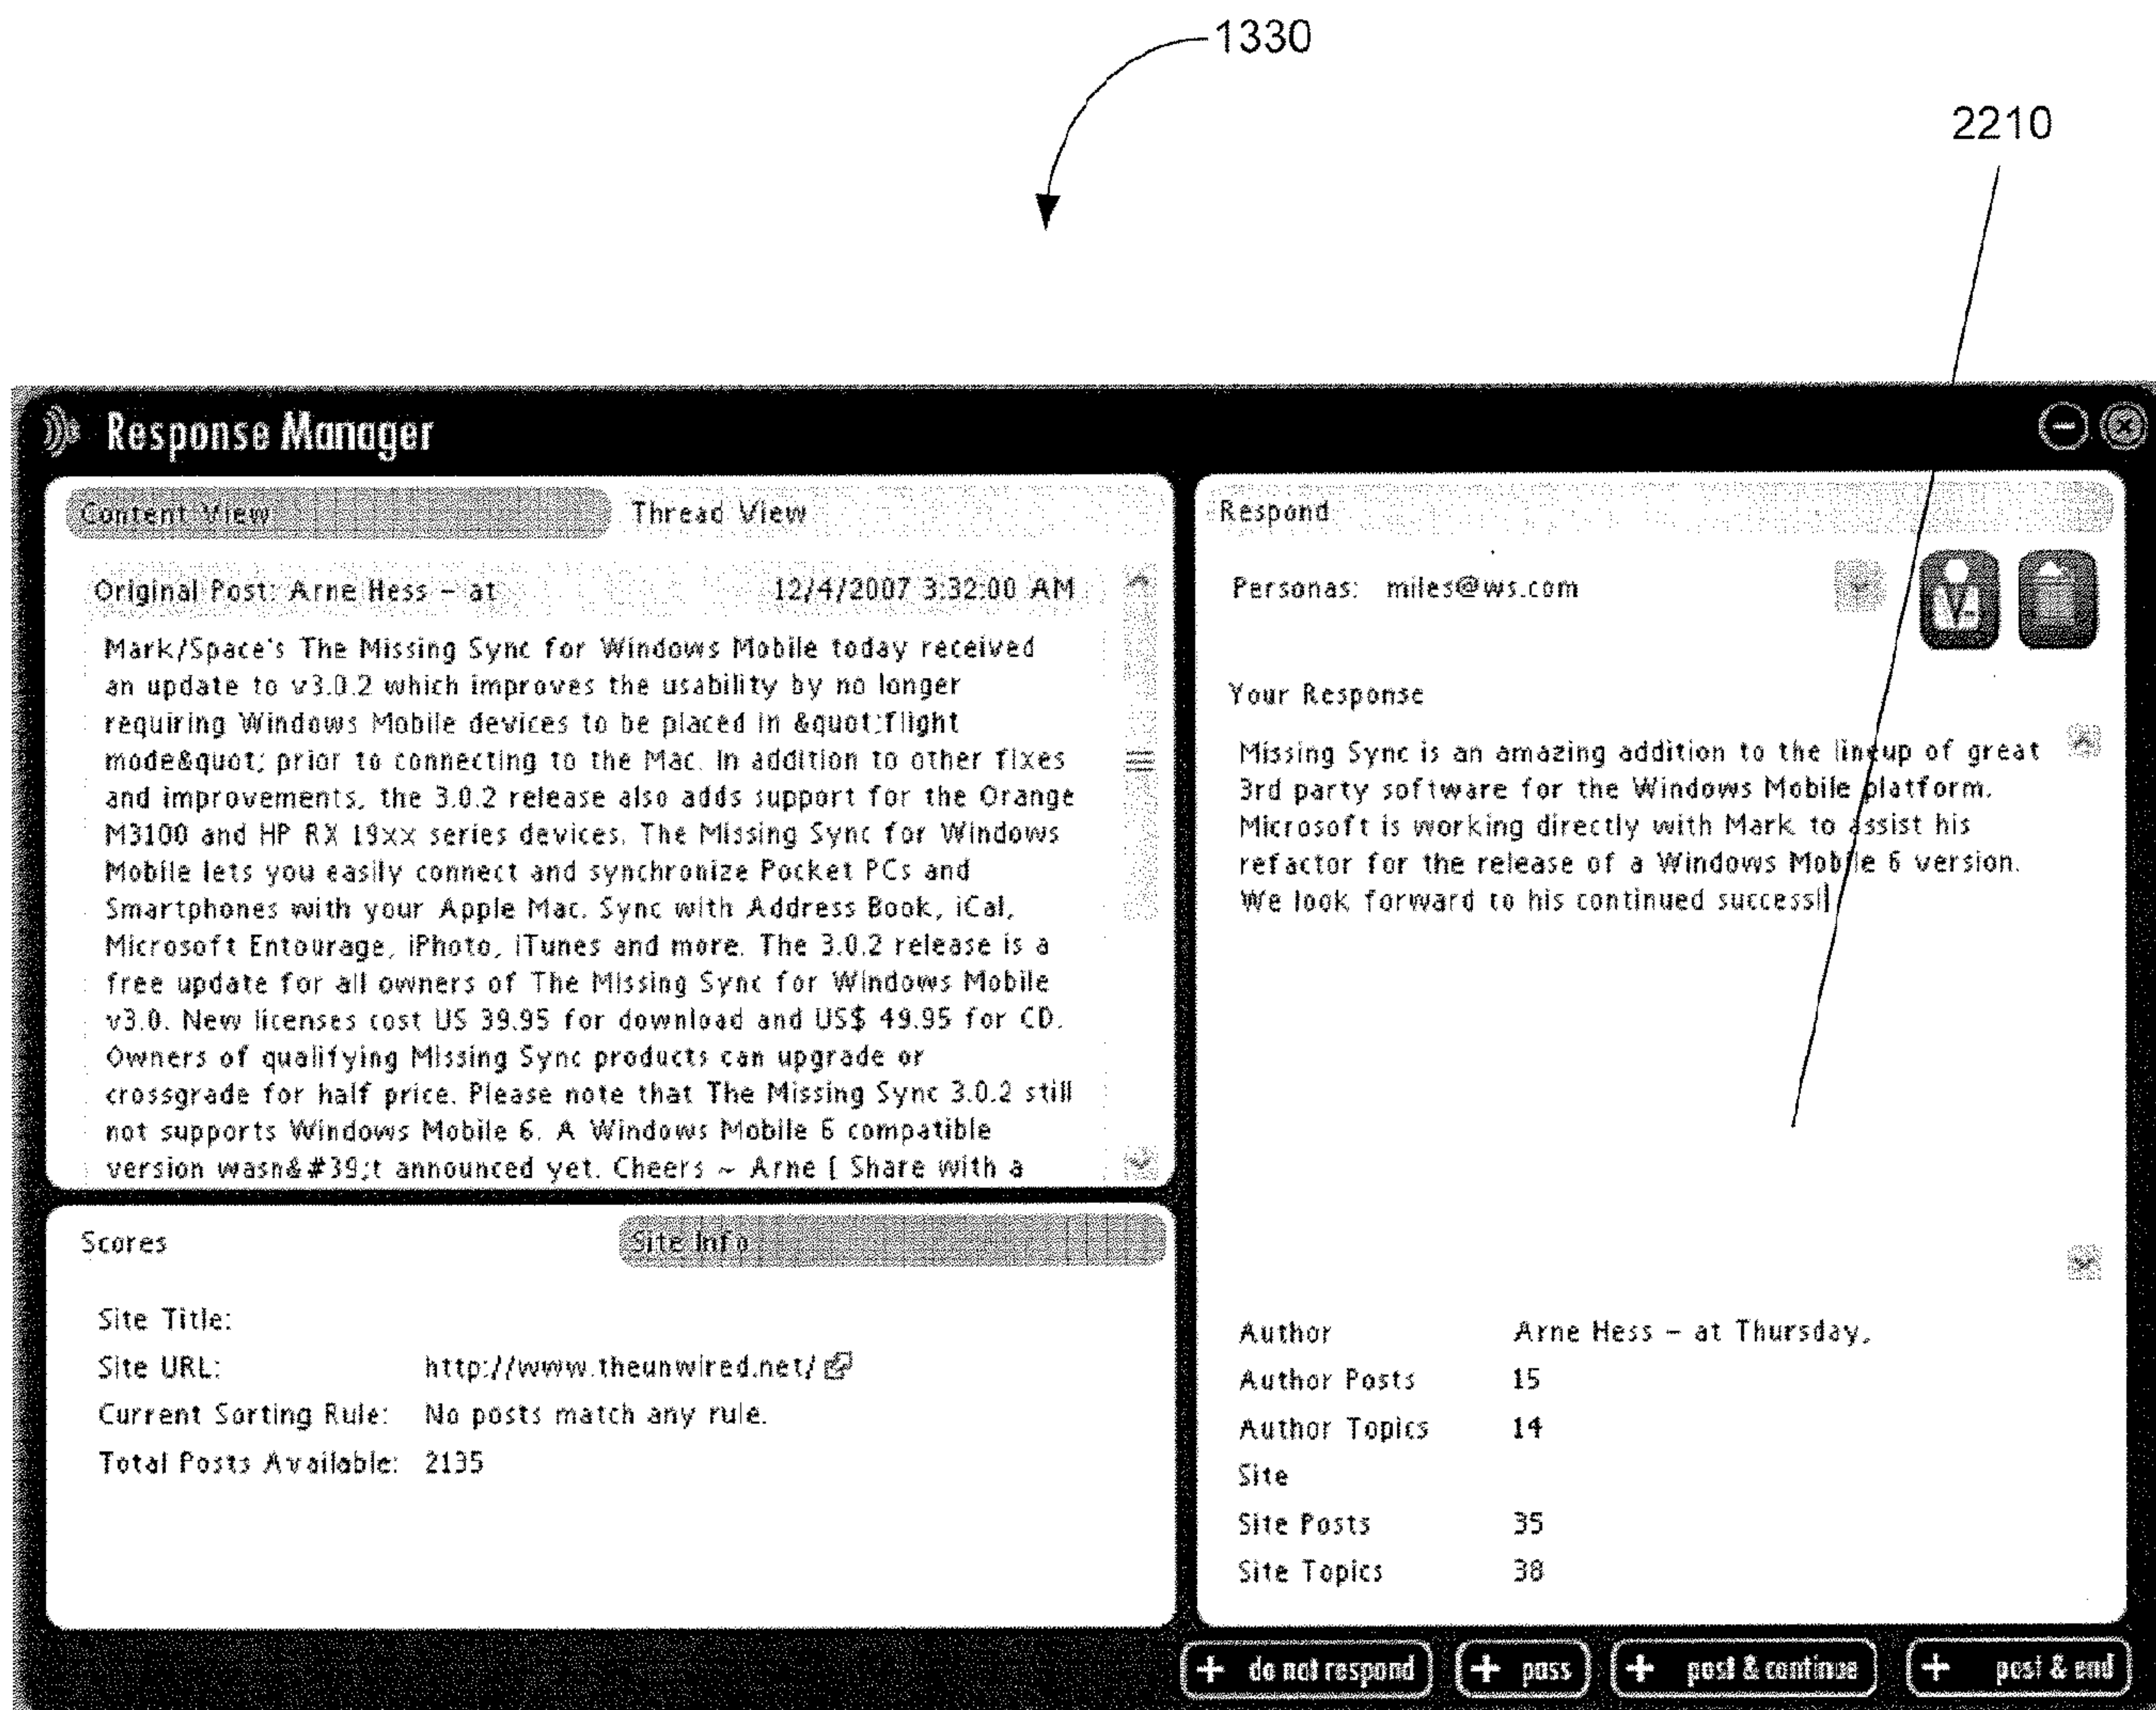 1330
2210
Response Manager
Content View
Thread View
Original Post: Arne Hess – at
12/4/2007 3:32:00 AM
Mark/Space's The Missing Sync for Windows Mobile today received
an update to v3.0.2 which improves the usability by no longer
requiring Windows Mobile devices to be placed in &quot;flight
mode&quot; prior to connecting to the Mac. In addition to other fixes
and improvements, the 3.0.2 release also adds support for the Orange
M3100 and HP RX 19xx series devices. The Missing Sync for Windows
Mobile lets you easily connect and synchronize Pocket PCs and
Smartphones with your Apple Mac. Sync with Address Book, iCal,
Microsoft Entourage, iPhoto, iTunes and more. The 3.0.2 release is a
free update for all owners of The Missing Sync for Windows Mobile
v3.0. New licenses cost US 39.95 for download and US$ 49.95 for CD.
Owners of qualifying Missing Sync products can upgrade or
crossgrade for half price. Please note that The Missing Sync 3.0.2 still
not supports Windows Mobile 6. A Windows Mobile 6 compatible
version wasn&#39;t announced yet. Cheers ~ Arne [ Share with a
Scores
Site Info
Site Title:
Site URL: http://www.theunwired.net/
Current Sorting Rule: No posts match any rule.
Total Posts Available: 2135
Respond
Personas: miles@ws.com
Your Response
Missing Sync is an amazing addition to the lineup of great
3rd party software for the Windows Mobile platform.
Microsoft is working directly with Mark to assist his
refactor for the release of a Windows Mobile 6 version.
We look forward to his continued success!
Author Arne Hess – at Thursday,
Author Posts 15
Author Topics 14
Site
Site Posts 35
Site Topics 38
+ do not respond
+ pass
+ post & continue
+ post & end